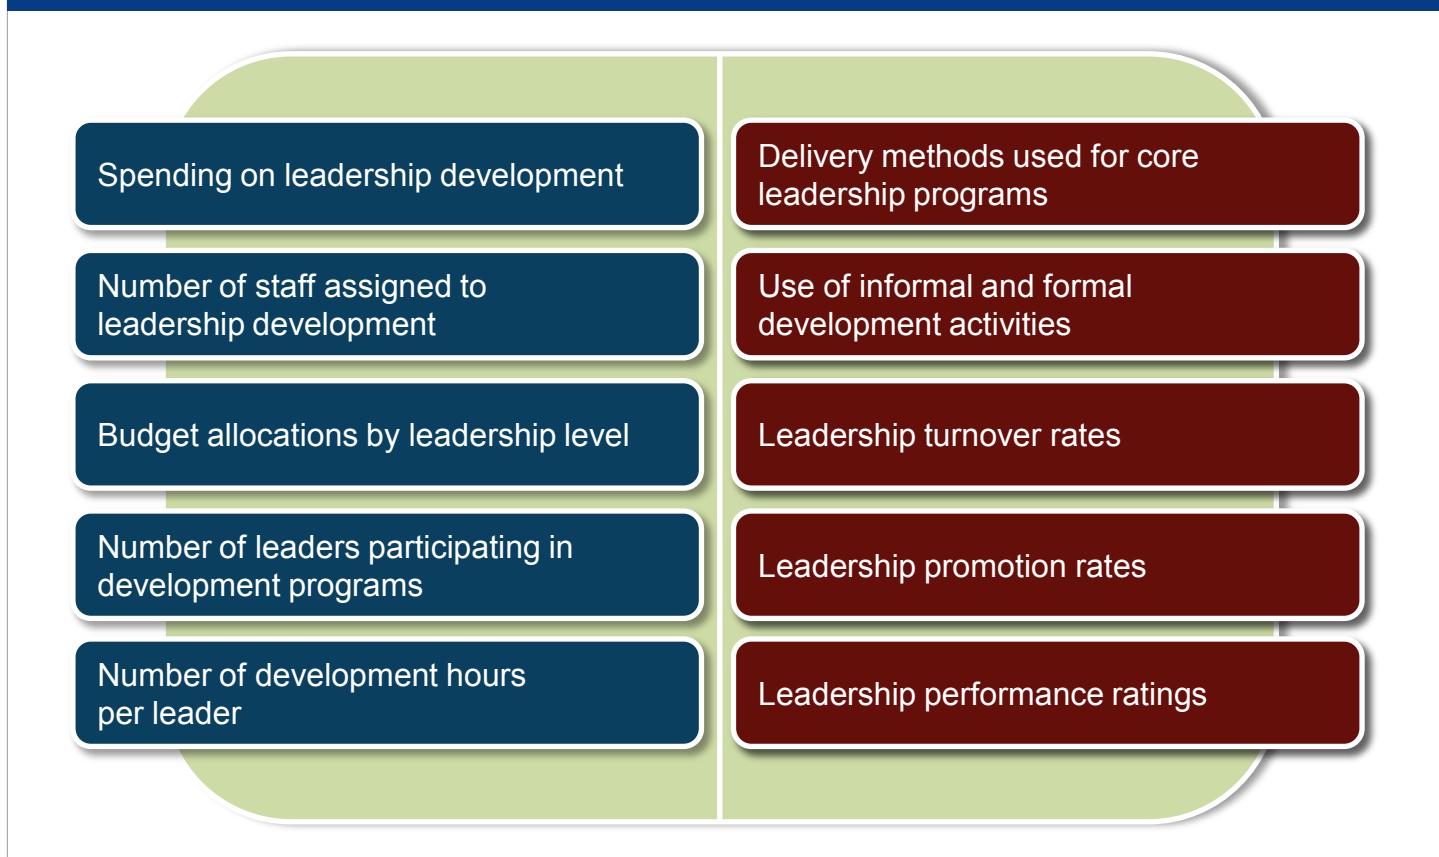 Spending on leadership development
Number of staff assigned to
leadership development
Budget allocations by leadership level
Number of leaders participating in
development programs
Number of development hours
per leader
Delivery methods used for core
leadership programs
Use of informal and formal
development activities
Leadership turnover rates
Leadership promotion rates
Leadership performance ratings